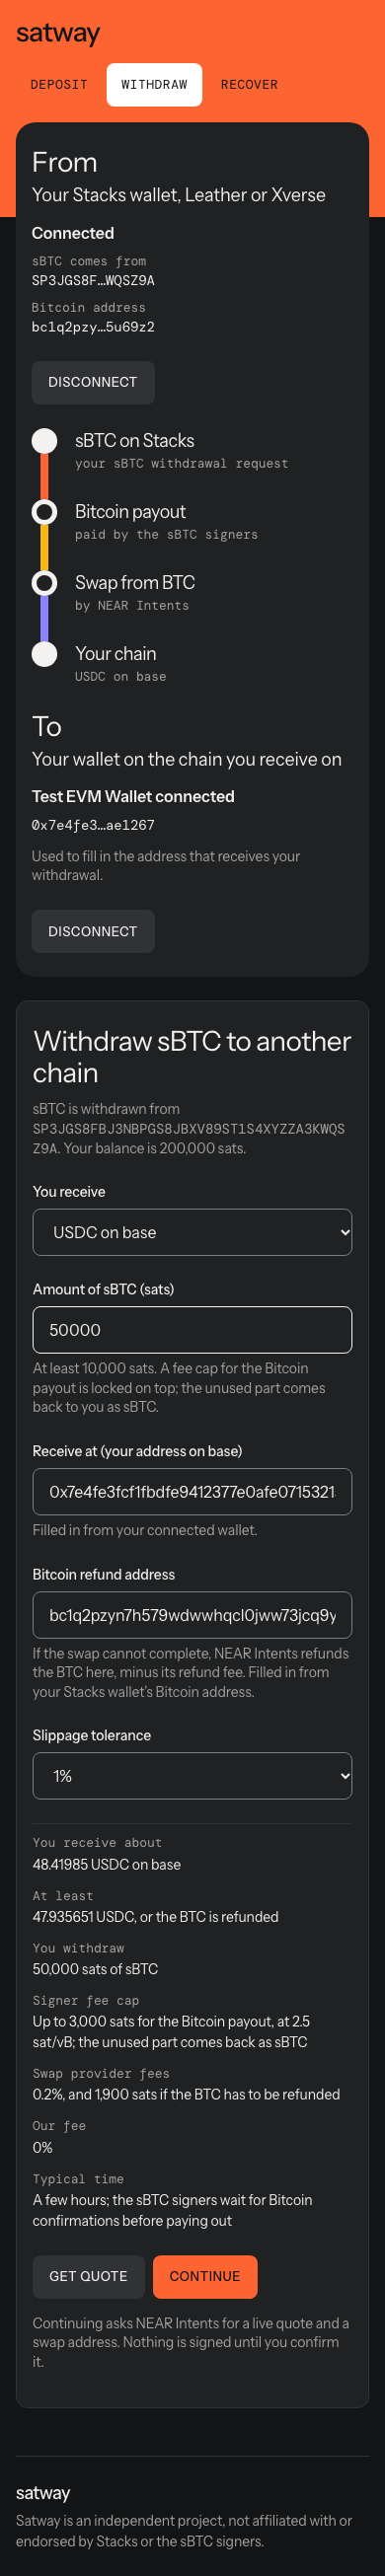 satway
DEPOSIT
WITHDRAW
RECOVER
From
Your Stacks wallet, Leather or Xverse
Connected
sBTC comes from
SP3JGS8F…WQSZ9A
Bitcoin address
bc1q2pzy…5u69z2
DISCONNECT
sBTC on Stacks
your sBTC withdrawal request
Bitcoin payout
paid by the sBTC signers
Swap from BTC
by NEAR Intents
Your chain
USDC on base
To
Your wallet on the chain you receive on
Test EVM Wallet connected
0x7e4fe3…ae1267
Used to fill in the address that receives your
withdrawal.
DISCONNECT
Withdraw sBTC to another
chain
sBTC is withdrawn from
SP3JGS8FBJ3NBPGS8JBXV89ST1S4XYZZA3KWQS
Z9A. Your balance is 200,000 sats.
You receive
USDC on base
Amount of sBTC (sats)
50000
At least 10,000 sats. A fee cap for the Bitcoin
payout is locked on top; the unused part comes
back to you as sBTC.
Receive at (your address on base)
0x7e4fe3fcf1fbdfe9412377e0afe0715321
Filled in from your connected wallet.
Bitcoin refund address
bc1q2pzyn7h579wdwwhqcl0jww73jcq9y
If the swap cannot complete, NEAR Intents refunds
the BTC here, minus its refund fee. Filled in from
your Stacks wallet's Bitcoin address.
Slippage tolerance
1%
You receive about
48.41985 USDC on base
At least
47.935651 USDC, or the BTC is refunded
You withdraw
50,000 sats of sBTC
Signer fee cap
Up to 3,000 sats for the Bitcoin payout, at 2.5
sat/vB; the unused part comes back as sBTC
Swap provider fees
0.2%, and 1,900 sats if the BTC has to be refunded
Our fee
0%
Typical time
A few hours; the sBTC signers wait for Bitcoin
confirmations before paying out
GET QUOTE
CONTINUE
Continuing asks NEAR Intents for a live quote and a
swap address. Nothing is signed until you confirm
it.
satway
Satway is an independent project, not affiliated with or
endorsed by Stacks or the sBTC signers.